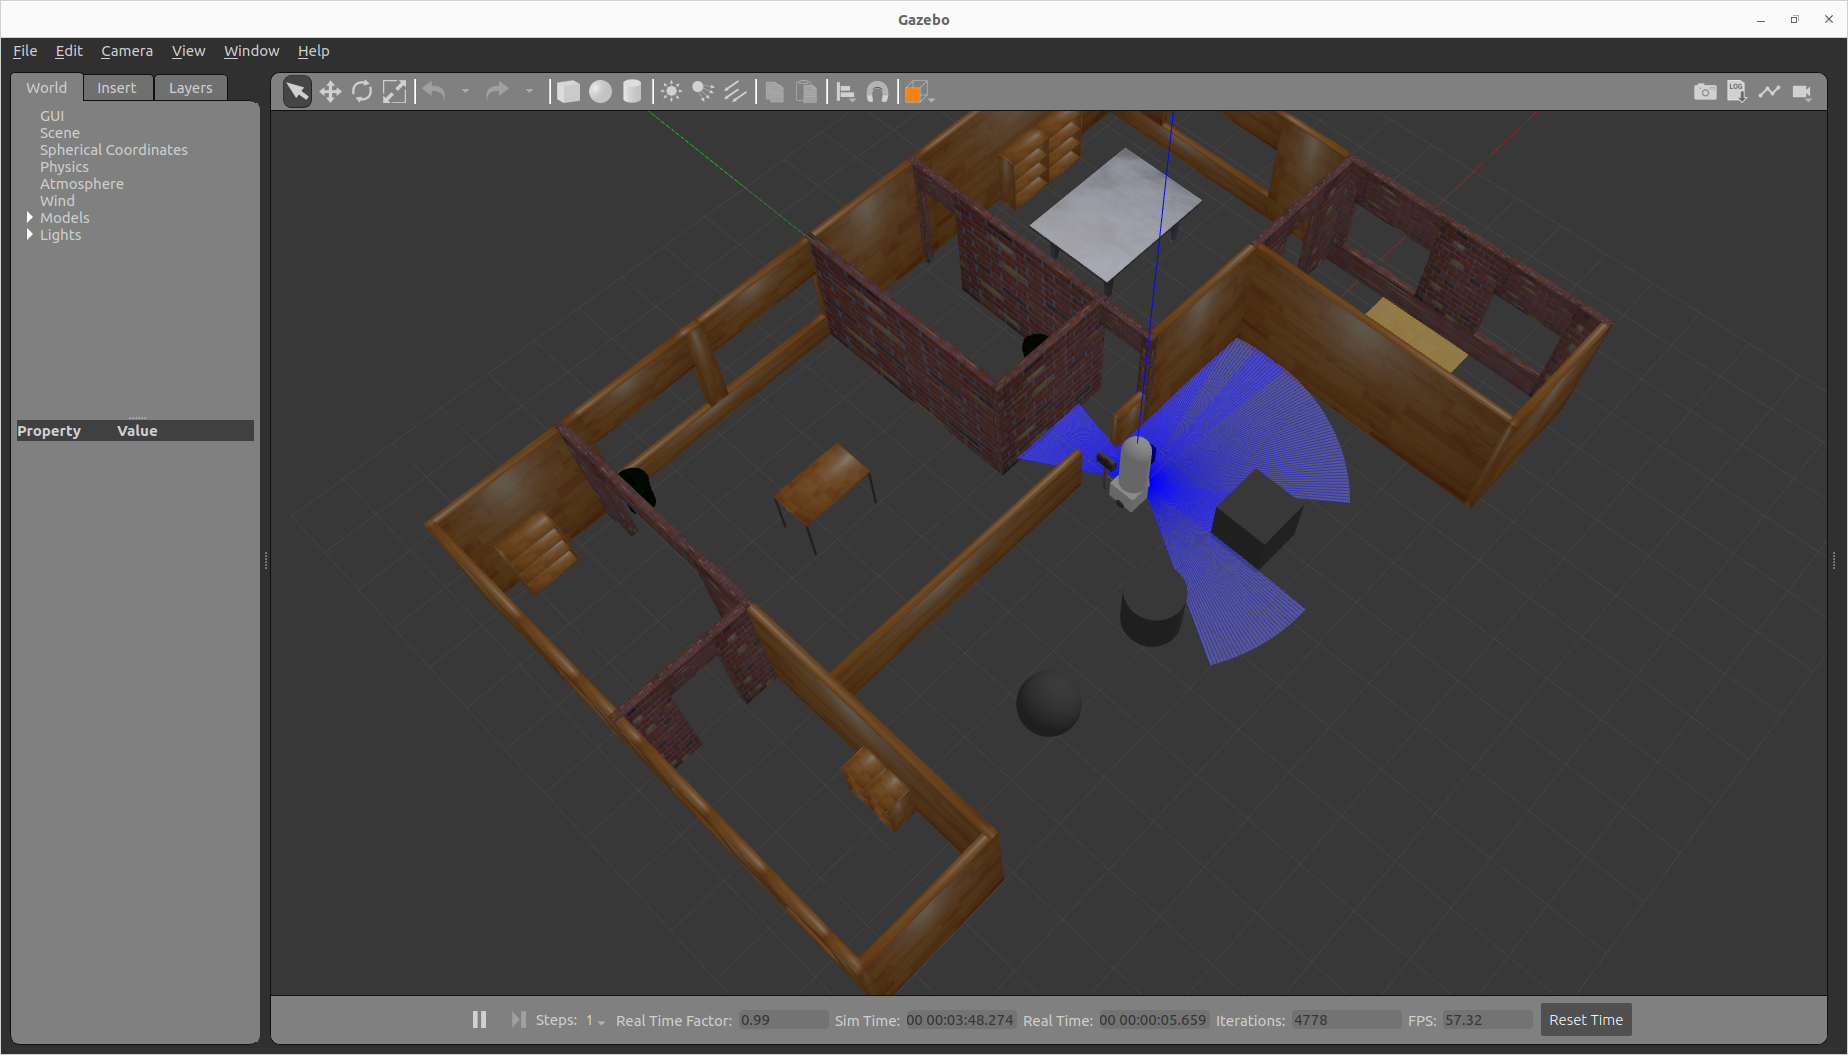 Gazebo
File Edit Camera View Window Help
World Insert Layers
LOG
GUI
Scene
Spherical Coordinates
Physics
Atmosphere
Wind
Models
Lights
Property Value
Steps: 1 Real Time Factor: 0.99 Sim Time: 00 00:03:48.274 Real Time: 00 00:00:05.659 Iterations: 4778 FPS: 57.32 Reset Time